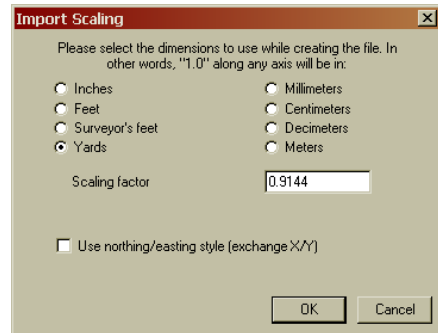 Import Scaling
Please select the dimensions to use while creating the file. In
other words, "1.0" along any axis will be in:
Inches
Millimeters
Feet
Centimeters
Surveyor's feet
Decimeters
Yards
Meters
Scaling factor
0.9144
Use northing/easting style (exchange X/Y)
OK
Cancel